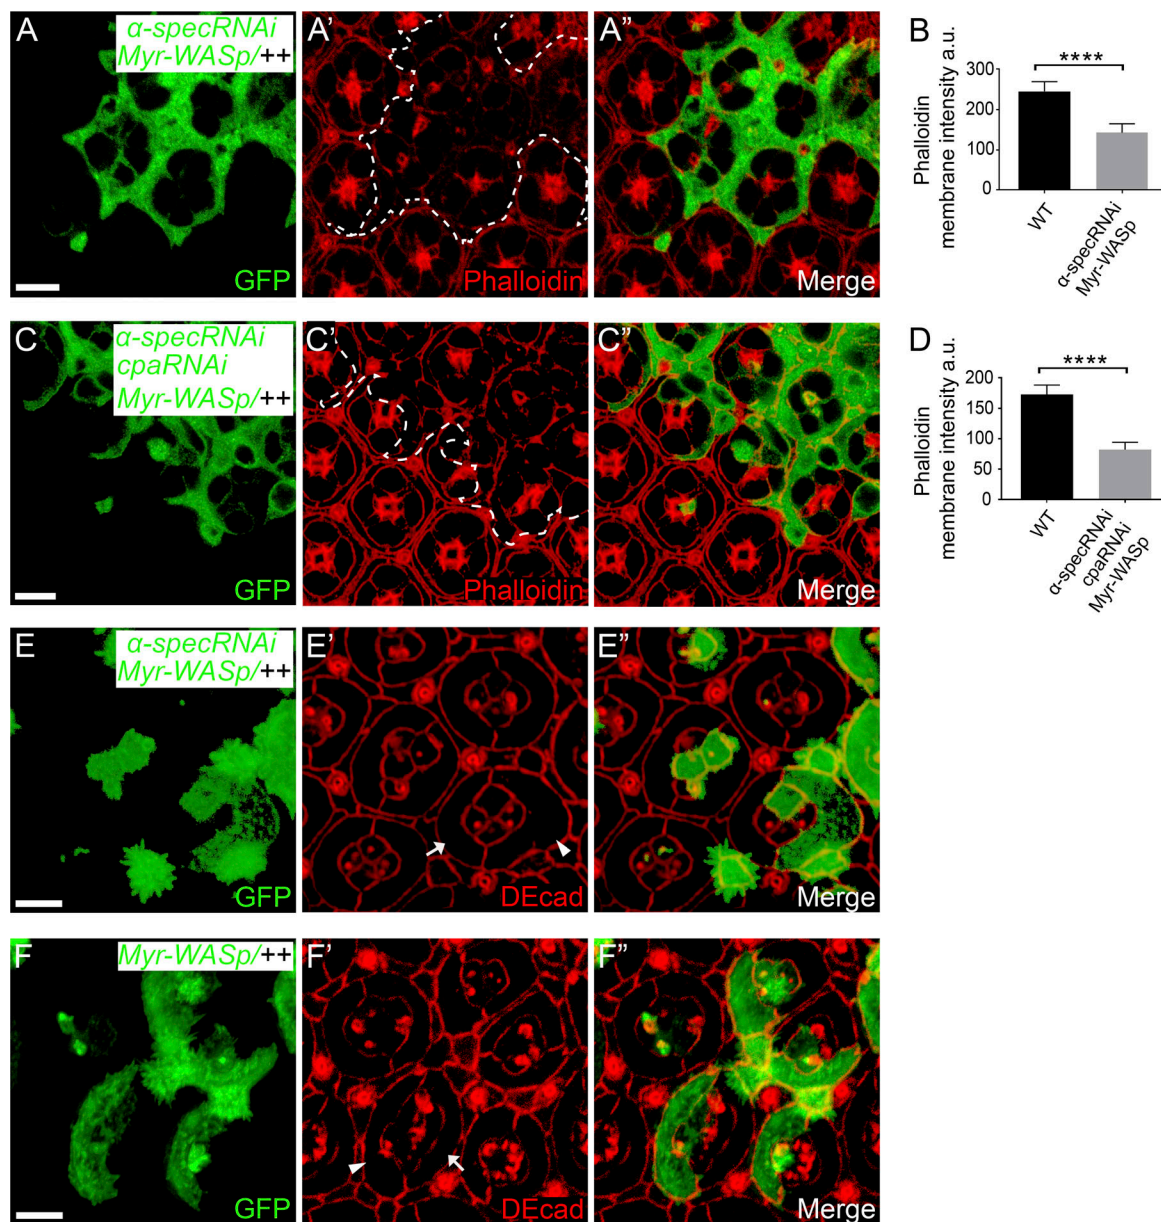 A
α-specRNAi
Myr-WASp/++
GFP
A’
Phalloidin
A”
Merge
B
Phalloidin
membrane intensity a.u.
300
200
100
0
****
WT
α-specRNAi
Myr-WASp
C
α-specRNAi
cpaRNAi
Myr-WASp/++
GFP
C’
Phalloidin
C”
Merge
D
Phalloidin
membrane intensity a.u.
200
150
100
50
0
****
WT
α-specRNAi
cpaRNAi
Myr-WASp
E
α-specRNAi
Myr-WASp/++
GFP
E’
DEcad
E”
Merge
F
Myr-WASp/++
GFP
F’
DEcad
F”
Merge